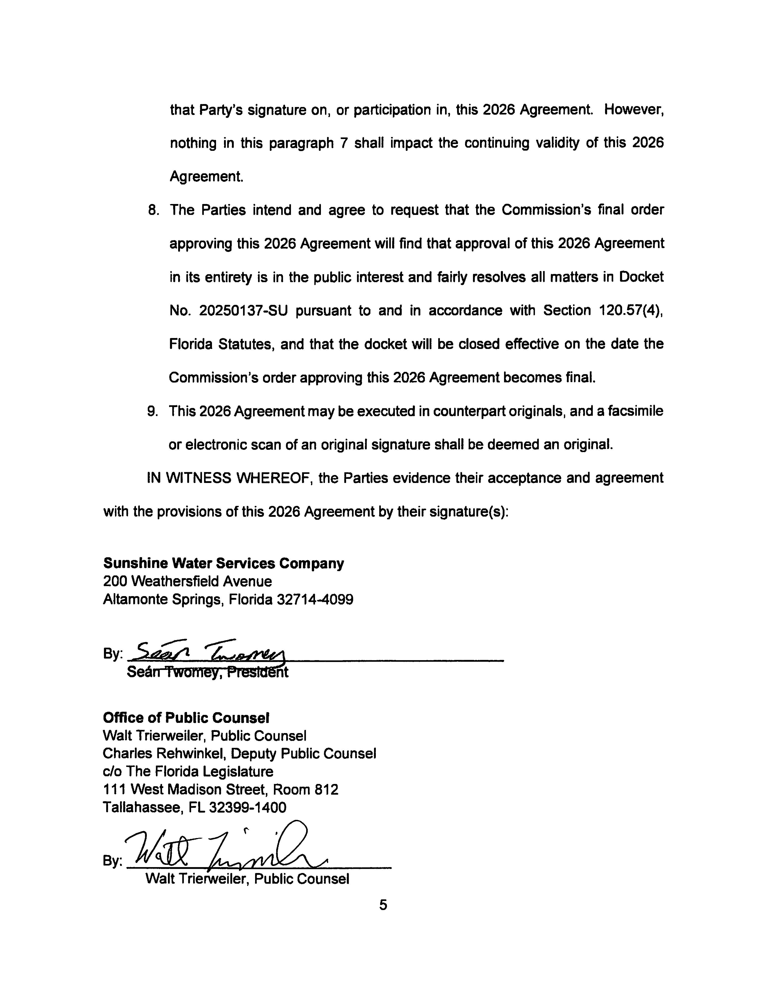 that Party's signature on, or participation in, this 2026 Agreement. However,
nothing in this paragraph 7 shall impact the continuing validity of this 2026
Agreement.
8. The Parties intend and agree to request that the Commission's final order
approving this 2026 Agreement will find that approval of this 2026 Agreement
in its entirety is in the public interest and fairly resolves all matters in Docket
No. 20250137-SU pursuant to and in accordance with Section 120.57(4),
Florida Statutes, and that the docket will be closed effective on the date the
Commission's order approving this 2026 Agreement becomes final.
9. This 2026 Agreement may be executed in counterpart originals, and a facsimile
or electronic scan of an original signature shall be deemed an original.
IN WITNESS WHEREOF, the Parties evidence their acceptance and agreement
with the provisions of this 2026 Agreement by their signature(s):
Sunshine Water Services Company
200 Weathersfield Avenue
Altamonte Springs, Florida 32714-4099
By: Seán Twomey
Seán Twomey, President
Office of Public Counsel
Walt Trierweiler, Public Counsel
Charles Rehwinkel, Deputy Public Counsel
c/o The Florida Legislature
111 West Madison Street, Room 812
Tallahassee, FL 32399-1400
By: Walt
Walt Trierweiler, Public Counsel
5